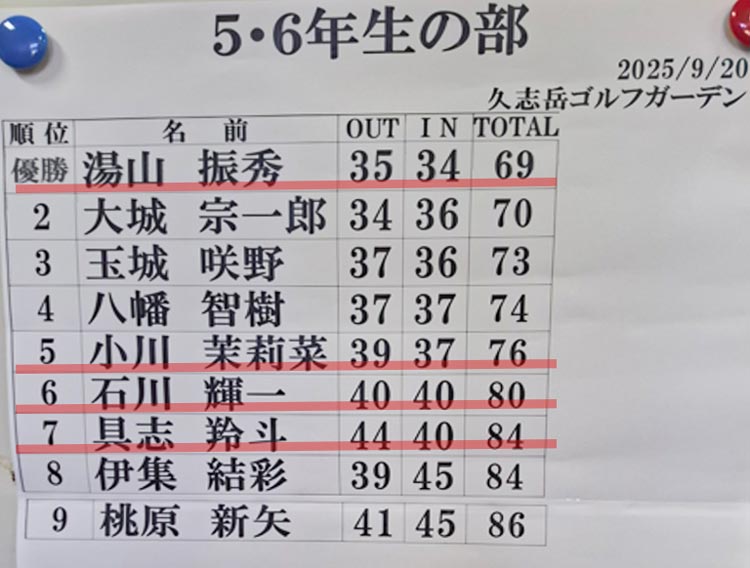 5・6年生の部
2025/9/20
久志岳ゴルフガーデン
順位 名前 OUT IN TOTAL
優勝 湯山 振秀 35 34 69
2 大城 宗一郎 34 36 70
3 玉城 咲野 37 36 73
4 八幡 智樹 37 37 74
5 小川 茉莉菜 39 37 76
6 石川 輝一 40 40 80
7 具志 羚斗 44 40 84
8 伊集 結彩 39 45 84
9 桃原 新矢 41 45 86